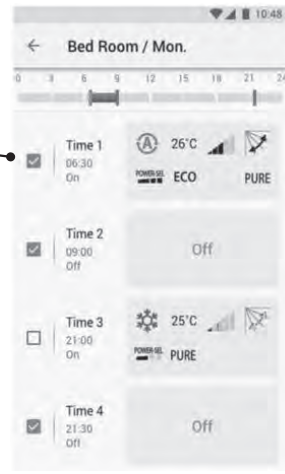 10:48
← Bed Room / Mon.
0 3 6 9 12 15 18 21 24
Time 1
06:30
On
A 26°C
POWER-SEL ECO PURE
Time 2
09:00
Off
Off
Time 3
21:00
On
25°C
POWER-SEL PURE
Time 4
21:30
Off
Off